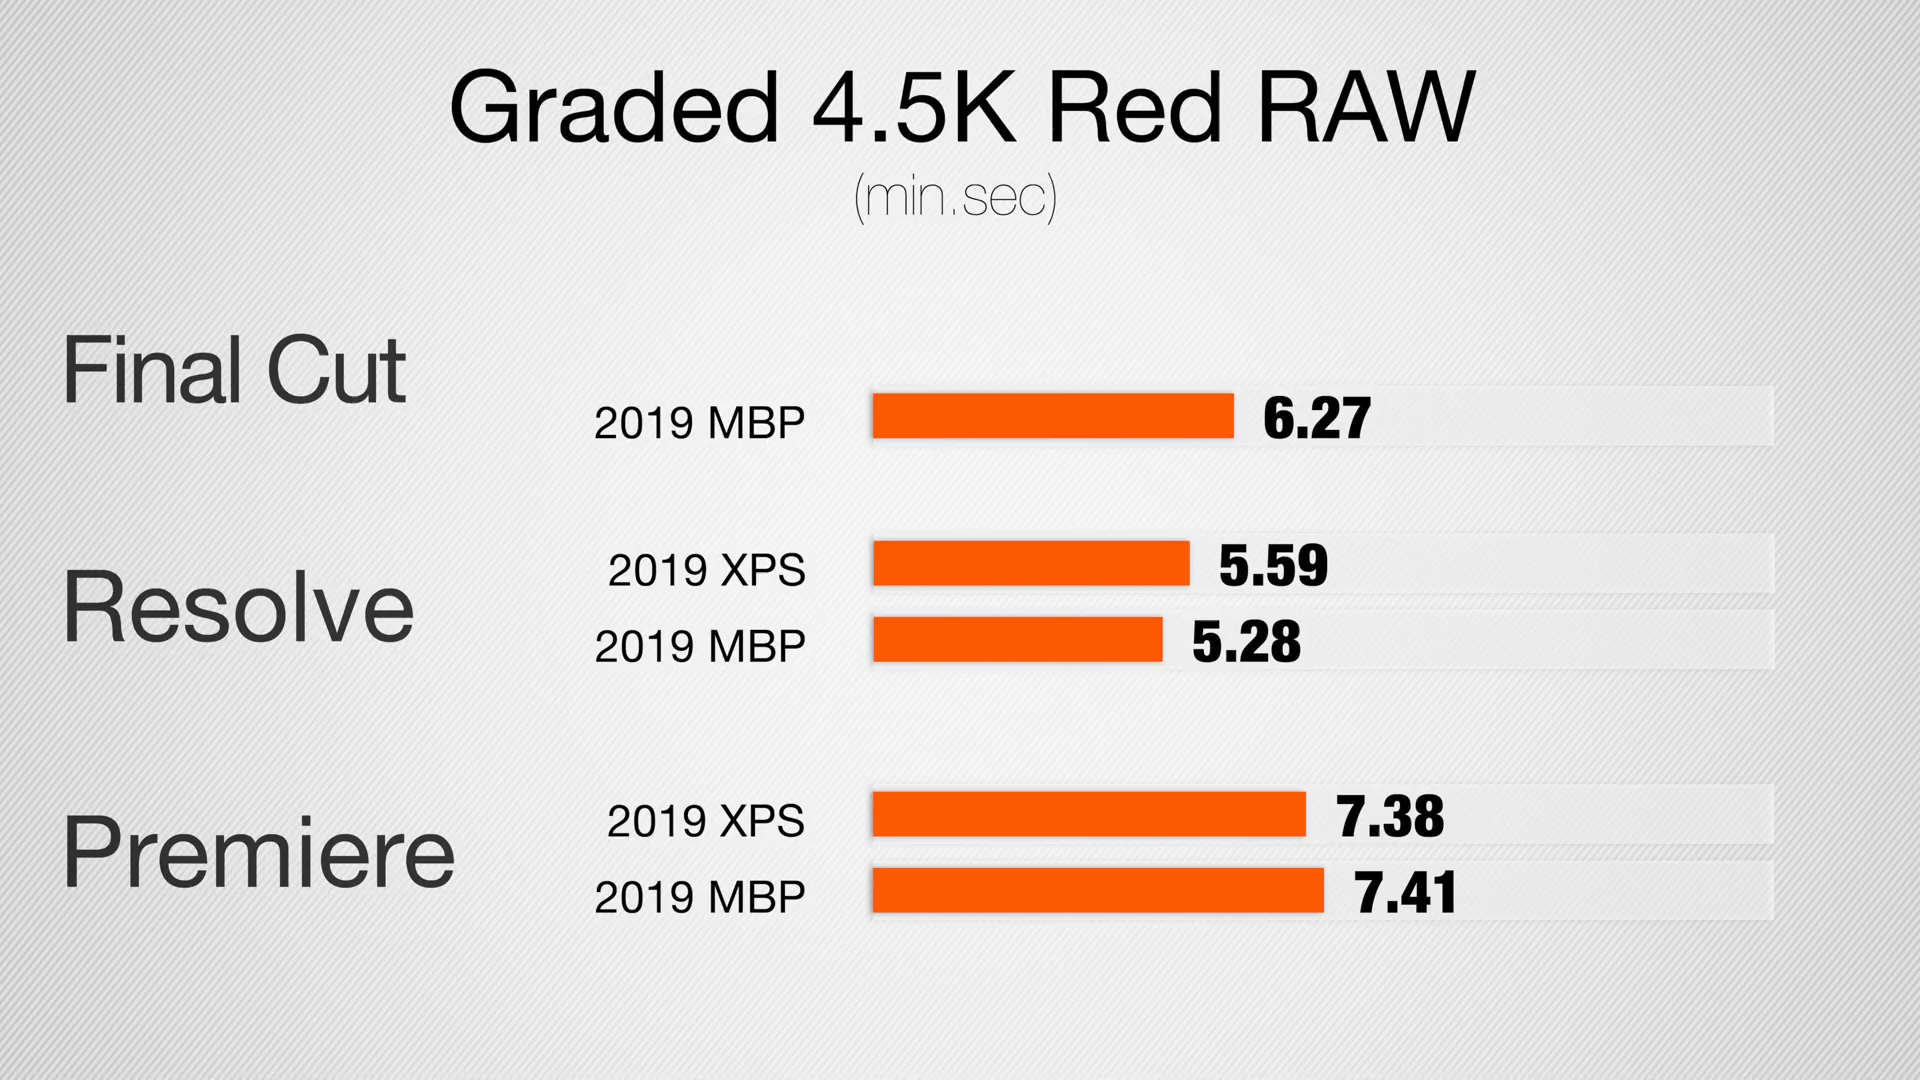 Graded 4.5K Red RAW
(min.sec)
Final Cut
2019 MBP 6.27
Resolve
2019 XPS 5.59
2019 MBP 5.28
Premiere
2019 XPS 7.38
2019 MBP 7.41